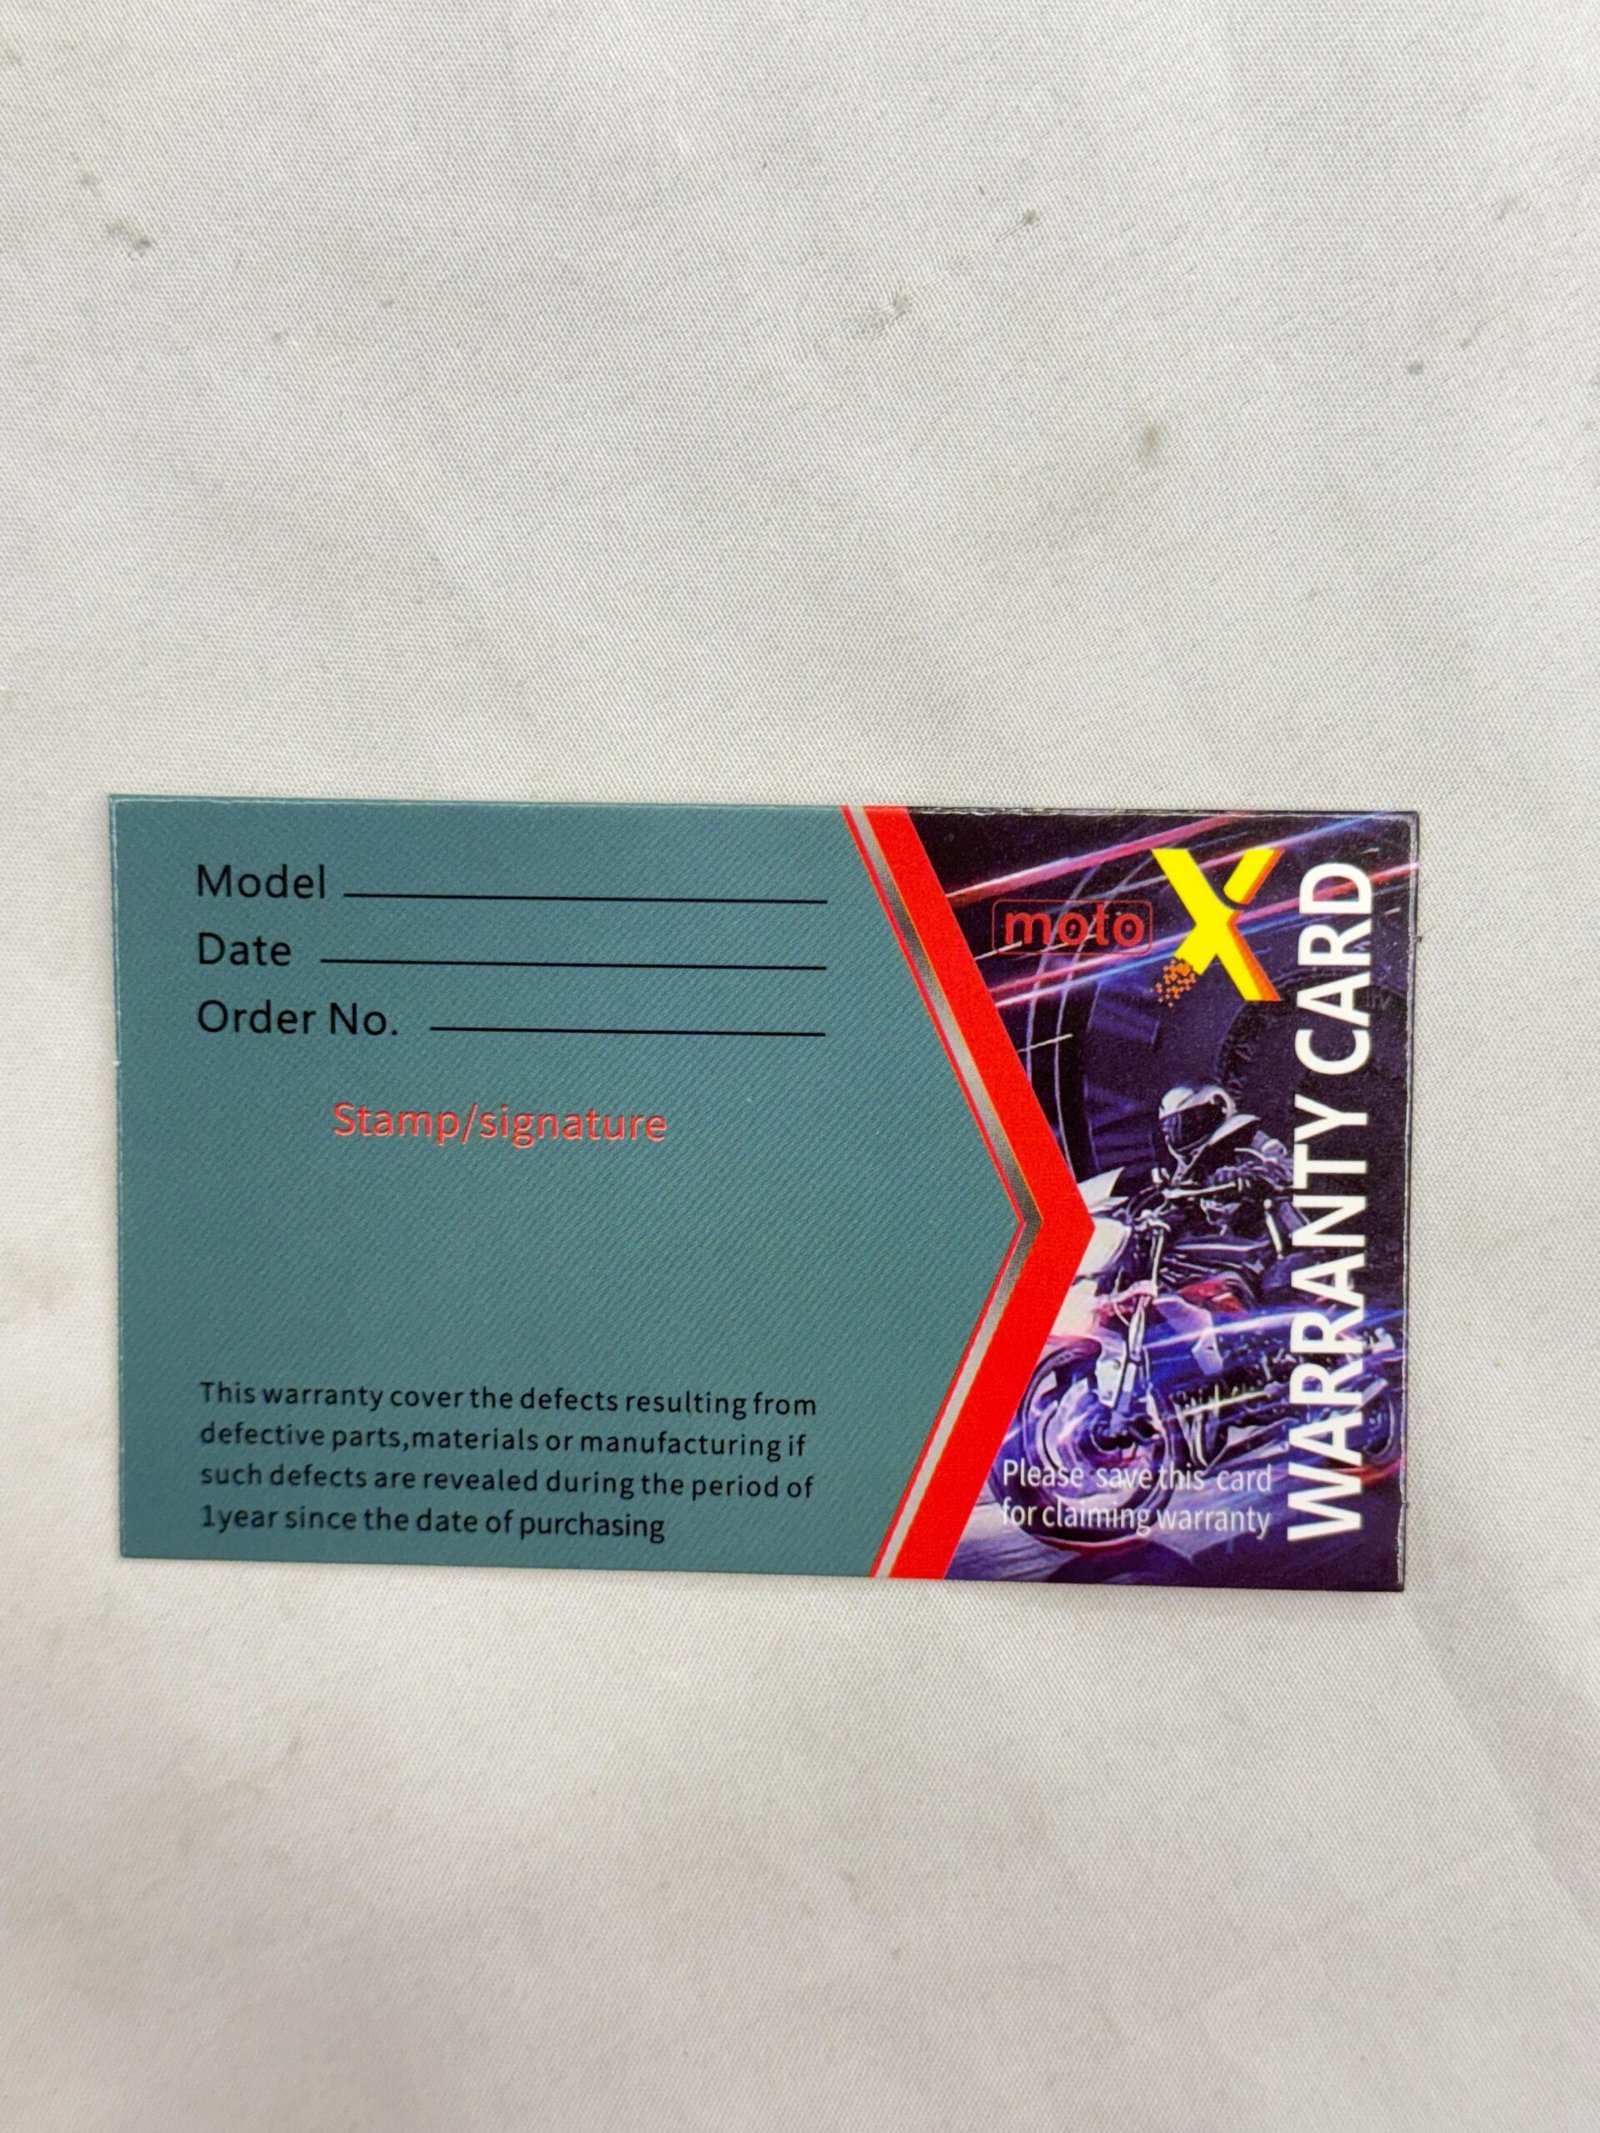 Model
Date
Order No.
Stamp/signature
This warranty cover the defects resulting from
defective parts,materials or manufacturing if
such defects are revealed during the period of
1year since the date of purchasing
moto X
Please save this card
for claiming warranty
WARRANTY CARD